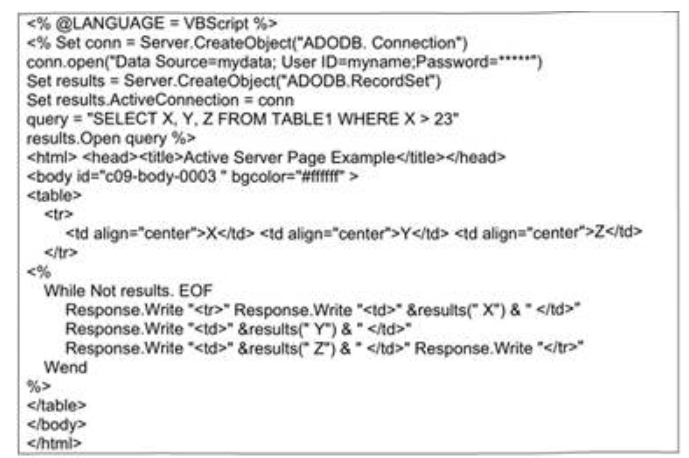 <% @LANGUAGE = VBScript %>
<% Set conn = Server.CreateObject("ADODB. Connection")
conn.open("Data Source=mydata; User ID=myname;Password=*****")
Set results = Server.CreateObject("ADODB.RecordSet")
Set results.ActiveConnection = conn
query = "SELECT X, Y, Z FROM TABLE1 WHERE X > 23"
results.Open query %>
<html> <head><title>Active Server Page Example</title></head>
<body id="c09-body-0003 " bgcolor="#ffffff" >
<table>
<tr>
<td align="center">X</td> <td align="center">Y</td> <td align="center">Z</td>
</tr>
<%
While Not results. EOF
Response.Write "<tr>" Response.Write "<td>" &results(" X") & " </td>"
Response.Write "<td>" &results(" Y") & " </td>"
Response.Write "<td>" &results(" Z") & " </td>" Response.Write "</tr>"
Wend
%>
</table>
</body>
</html>